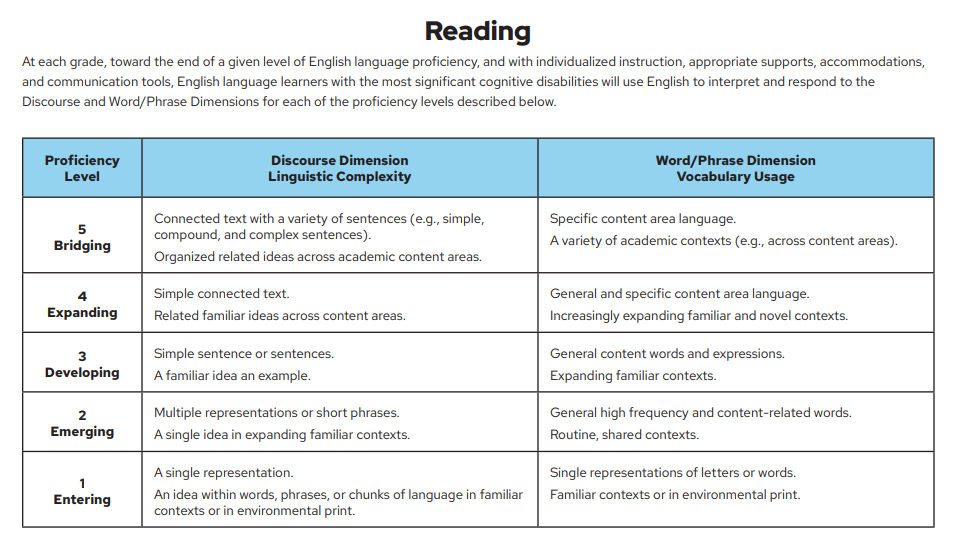 Reading
At each grade, toward the end of a given level of English language proficiency, and with individualized instruction, appropriate supports, accommodations,
and communication tools, English language learners with the most significant cognitive disabilities will use English to interpret and respond to the
Discourse and Word/Phrase Dimensions for each of the proficiency levels described below.
Proficiency
Level
Discourse Dimension
Linguistic Complexity
Word/Phrase Dimension
Vocabulary Usage
5
Bridging
Connected text with a variety of sentences (e.g., simple,
compound, and complex sentences).
Organized related ideas across academic content areas.
Specific content area language.
A variety of academic contexts (e.g., across content areas).
4
Expanding
Simple connected text.
Related familiar ideas across content areas.
General and specific content area language.
Increasingly expanding familiar and novel contexts.
3
Developing
Simple sentence or sentences.
A familiar idea an example.
General content words and expressions.
Expanding familiar contexts.
2
Emerging
Multiple representations or short phrases.
A single idea in expanding familiar contexts.
General high frequency and content-related words.
Routine, shared contexts.
1
Entering
A single representation.
An idea within words, phrases, or chunks of language in familiar
contexts or in environmental print.
Single representations of letters or words.
Familiar contexts or in environmental print.